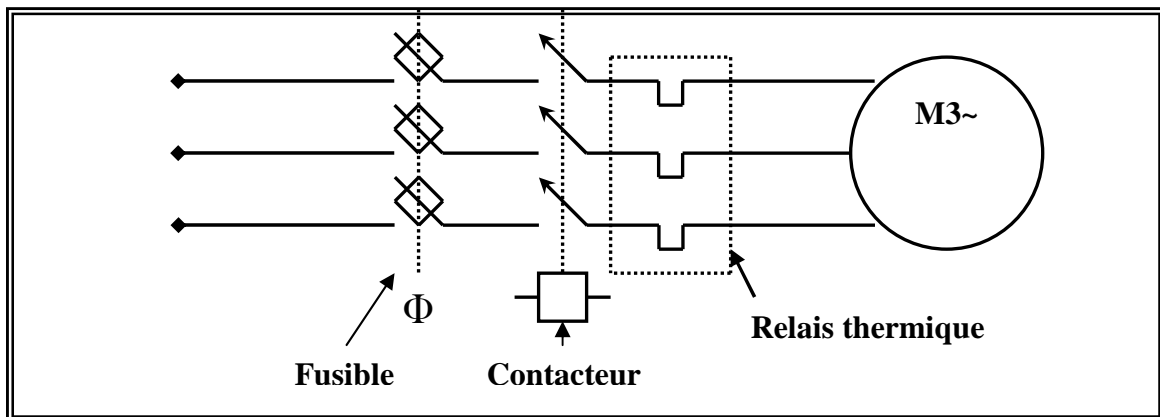 M3~
Φ
Relais thermique
Fusible
Contacteur